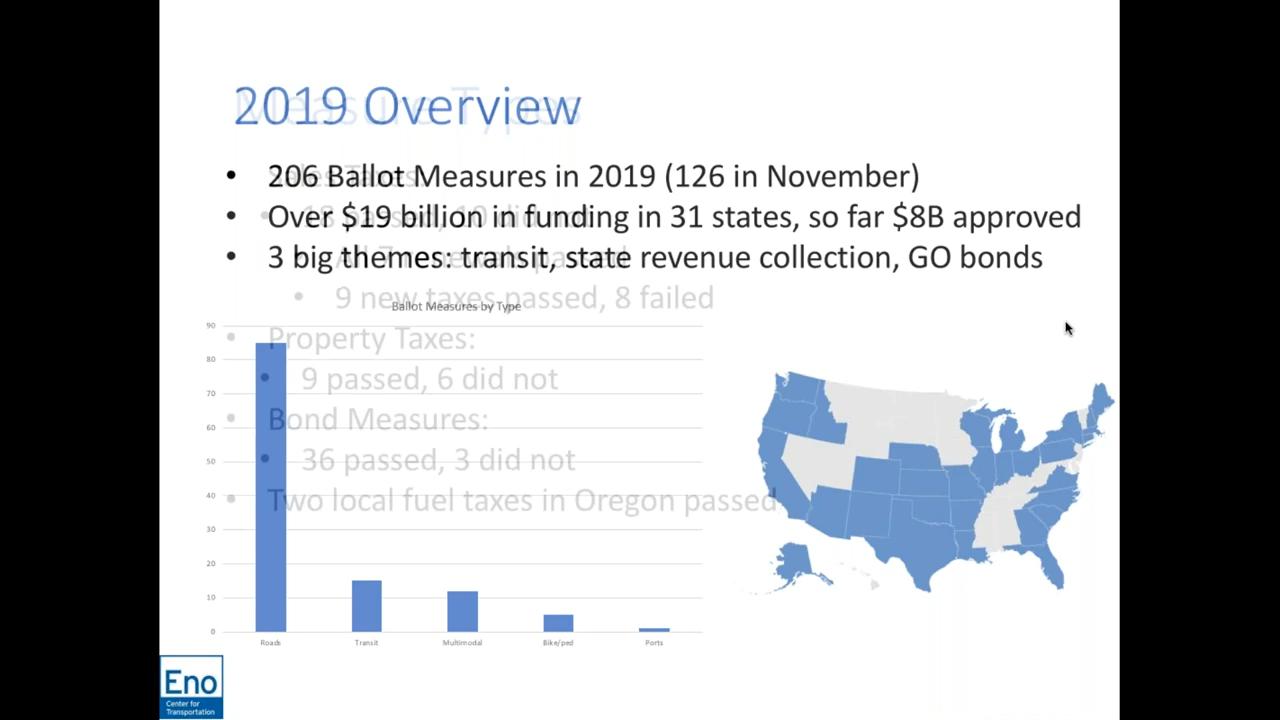 2019 Overview
Measure Types
• 206 Ballot Measures in 2019 (126 in November)
• Over $19 billion in funding in 31 states, so far $8B approved
• 3 big themes: transit, state revenue collection, GO bonds
• 9 new taxes passed, 8 failed
• Property Taxes:
• 9 passed, 6 did not
• Bond Measures:
• 36 passed, 3 did not
• Two local fuel taxes in Oregon passed
Ballot Measures by Type
90
80
70
60
50
40
30
20
10
0
Roads Transit Multimodal Bike/ped Ports
Eno
Center for
Transportation